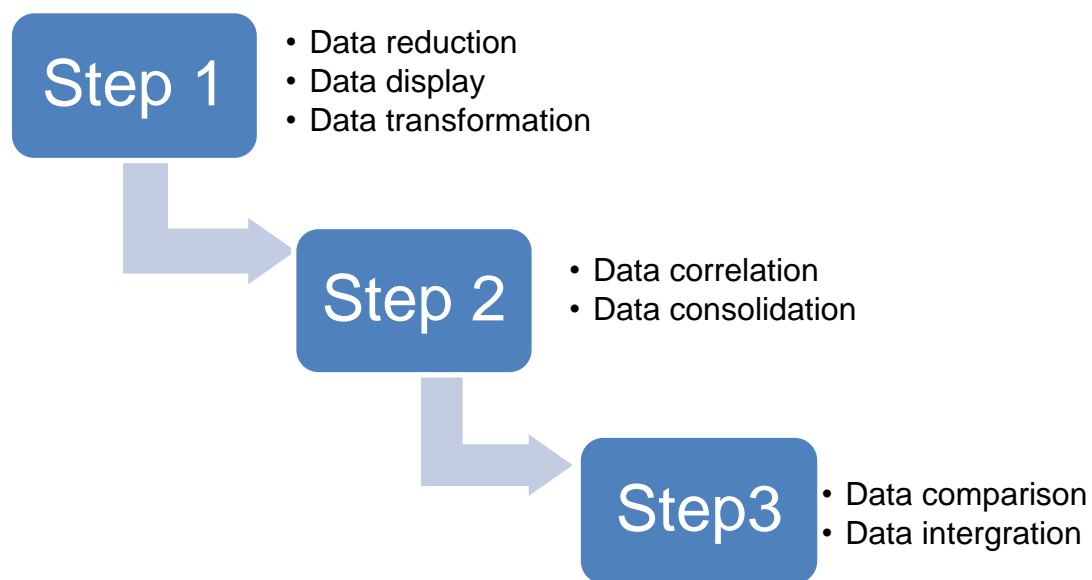 Step 1
• Data reduction
• Data display
• Data transformation
Step 2
• Data correlation
• Data consolidation
Step3
• Data comparison
• Data intergration